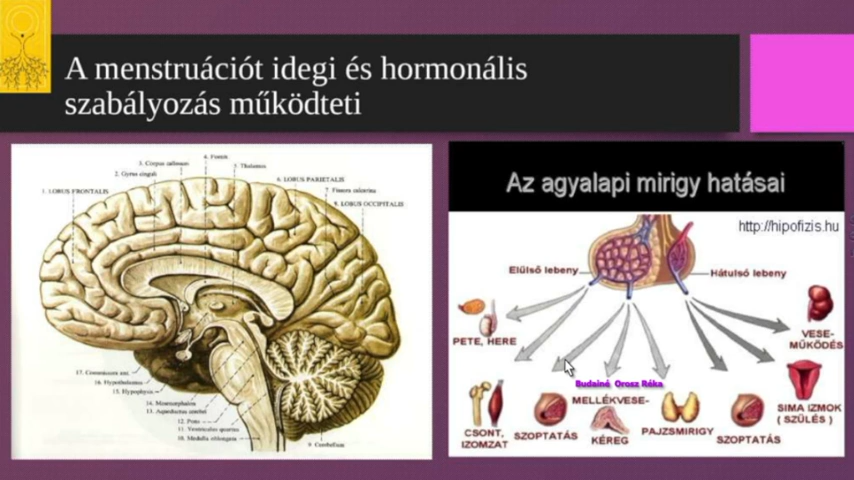 A menstruációt idegi és hormonális
szabályozás működteti
4. Fornix
3. Corpus callosum
5. Thalamus
2. Gyrus cinguli
6. LOBUS PARIETALIS
1. LOBUS FRONTALIS
7. Fissura calcarina
8. LOBUS OCCIPITALIS
17. Commissura ant.
16. Hypothalamus
15. Hypophysis
14. Mesencephalon
13. Aqueductus cerebri
12. Pons
11. Ventriculus quartus
10. Medulla oblongata
9. Cerebellum
Az agyalapi mirigy hatásai
http://hipofizis.hu
Elülső lebeny
Hátulsó lebeny
PETE, HERE
VESE-
MŰKÖDÉS
Budainé Orosz Réka
MELLÉKVESE-
KÉREG
CSONT,
IZOMZAT
SZOPTATÁS
PAJZSMIRIGY
SZOPTATÁS
SIMA IZMOK
( SZÜLÉS )